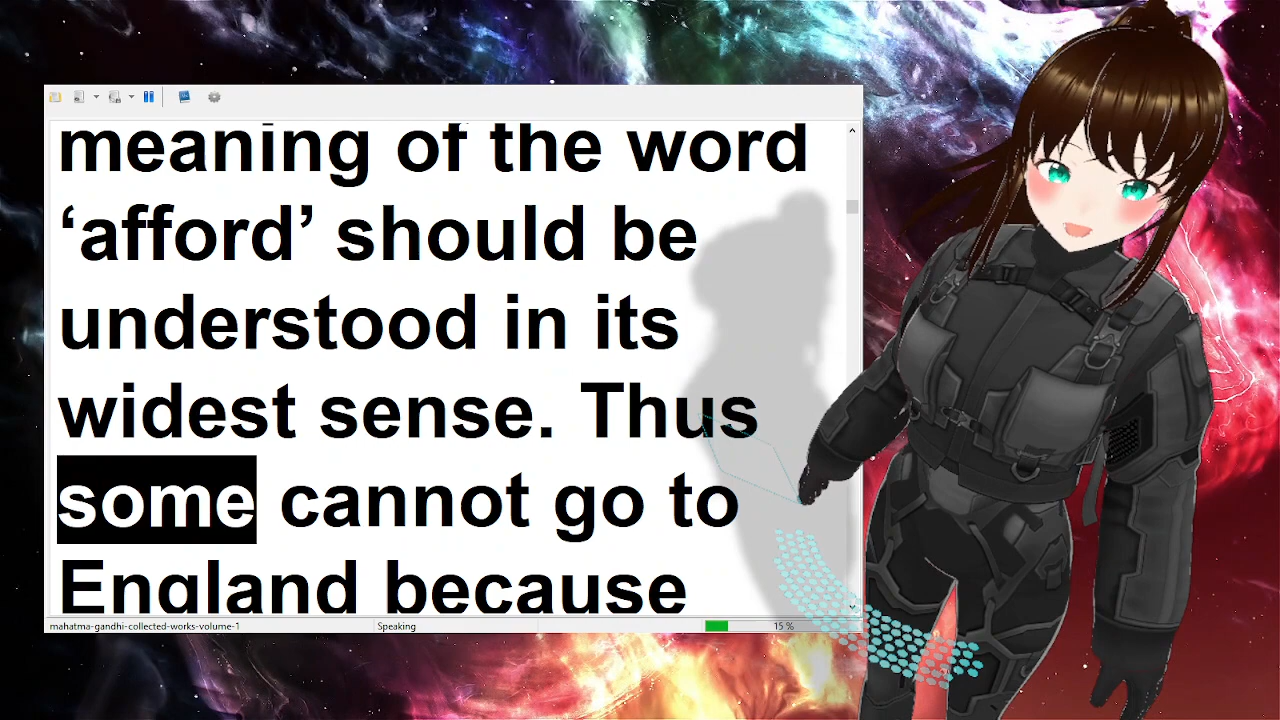 meaning of the word
‘afford’ should be
understood in its
widest sense. Thus
some cannot go to
England because
mahatma-gandhi-collected-works-volume-1
Speaking
15 %